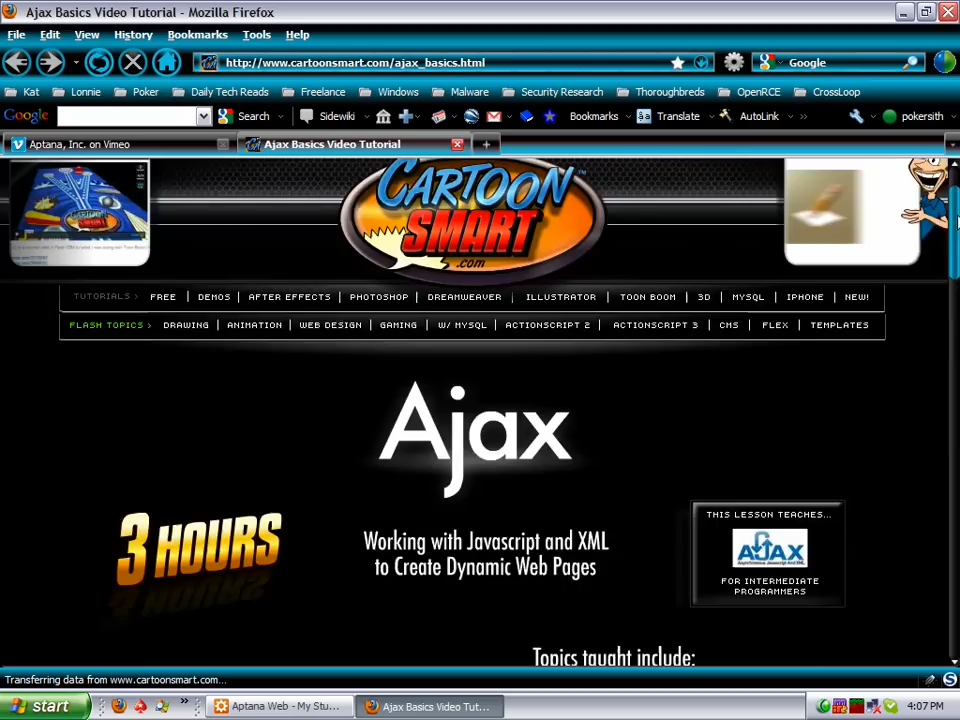 Ajax Basics Video Tutorial - Mozilla Firefox
File Edit View History Bookmarks Tools Help
http://www.cartoonsmart.com/ajax_basics.html Google
Kat Lonnie Poker Daily Tech Reads Freelance Windows Malware Security Research Thoroughbreds OpenRCE CrossLoop
Google Search Sidewiki Bookmarks Translate AutoLink pokersith
Aptana, Inc. on Vimeo Ajax Basics Video Tutorial
CARTOON
SMART
.com
TUTORIALS > FREE | DEMOS | AFTER EFFECTS | PHOTOSHOP | DREAMWEAVER | ILLUSTRATOR | TOON BOOM | 3D | MYSQL | IPHONE | NEW!
FLASH TOPICS > DRAWING | ANIMATION | WEB DESIGN | GAMING | W/ MYSQL | ACTIONSCRIPT 2 | ACTIONSCRIPT 3 | CMS | FLEX | TEMPLATES
Ajax
3 HOURS
Working with Javascript and XML
to Create Dynamic Web Pages
THIS LESSON TEACHES...
AJAX
Asynchronous JavaScript And XML
FOR INTERMEDIATE
PROGRAMMERS
Topics taught include:
Transferring data from www.cartoonsmart.com...
start Aptana Web - My Stu... Ajax Basics Video Tut... 4:07 PM